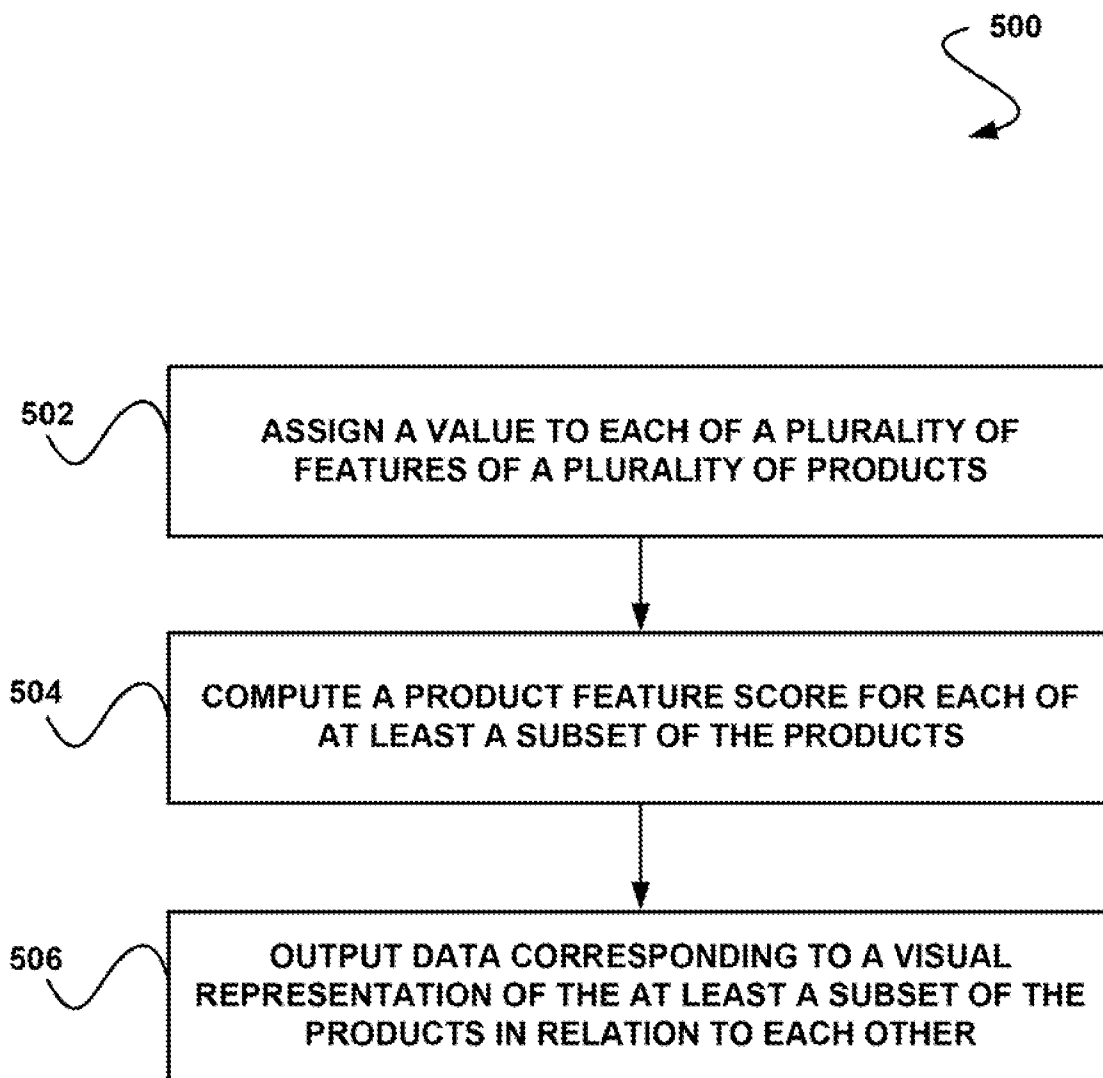 500
502
ASSIGN A VALUE TO EACH OF A PLURALITY OF
FEATURES OF A PLURALITY OF PRODUCTS
504
COMPUTE A PRODUCT FEATURE SCORE FOR EACH OF
AT LEAST A SUBSET OF THE PRODUCTS
506
OUTPUT DATA CORRESPONDING TO A VISUAL
REPRESENTATION OF THE AT LEAST A SUBSET OF THE
PRODUCTS IN RELATION TO EACH OTHER